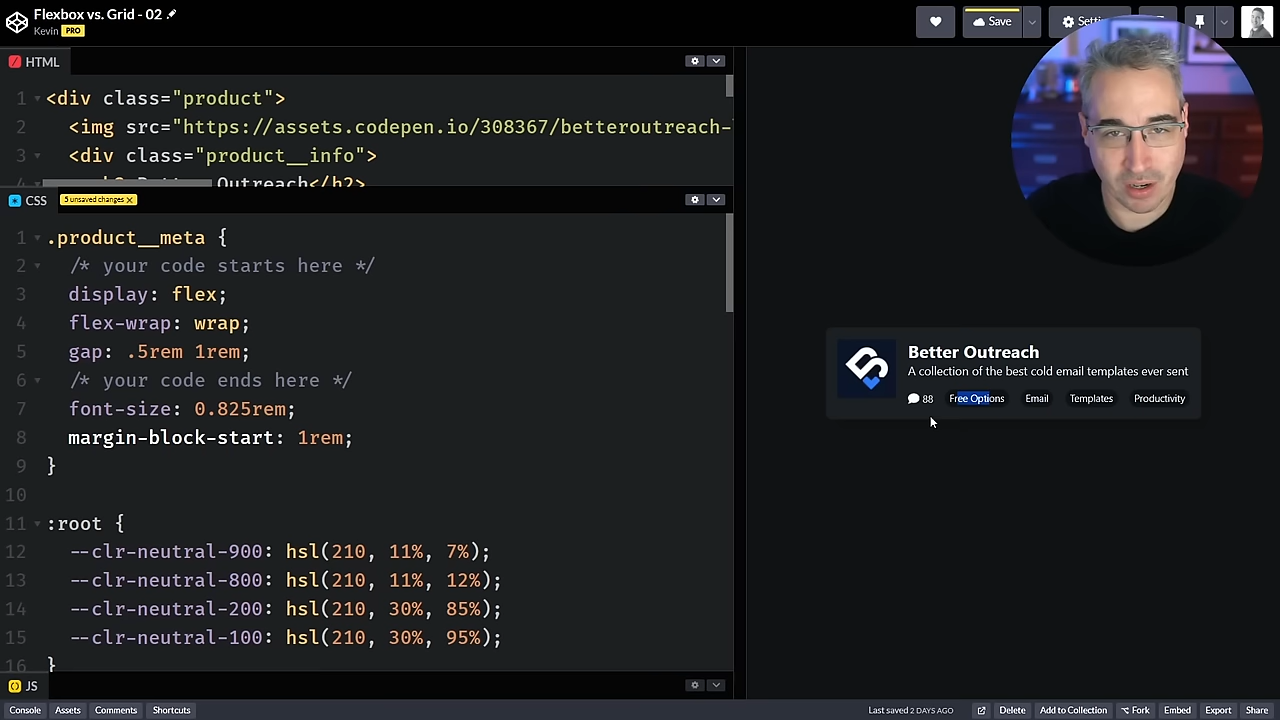 Flexbox vs. Grid - 02
Kevin PRO
Save
HTML
1 <div class="product">
2 <img src="https://assets.codepen.io/308367/betteroutreach-
3 <div class="product__info">
Outreach</h2>
CSS 5 unsaved changes X
1 .product__meta {
2 /* your code starts here */
3 display: flex;
4 flex-wrap: wrap;
5 gap: .5rem 1rem;
6 /* your code ends here */
7 font-size: 0.825rem;
8 margin-block-start: 1rem;
9 }
10
11 :root {
12 --clr-neutral-900: hsl(210, 11%, 7%);
13 --clr-neutral-800: hsl(210, 11%, 12%);
14 --clr-neutral-200: hsl(210, 30%, 85%);
15 --clr-neutral-100: hsl(210, 30%, 95%);
16 }
JS
Better Outreach
A collection of the best cold email templates ever sent
88 Free Options Email Templates Productivity
Console Assets Comments Shortcuts Last saved 2 DAYS AGO Delete Add to Collection Fork Embed Export Share